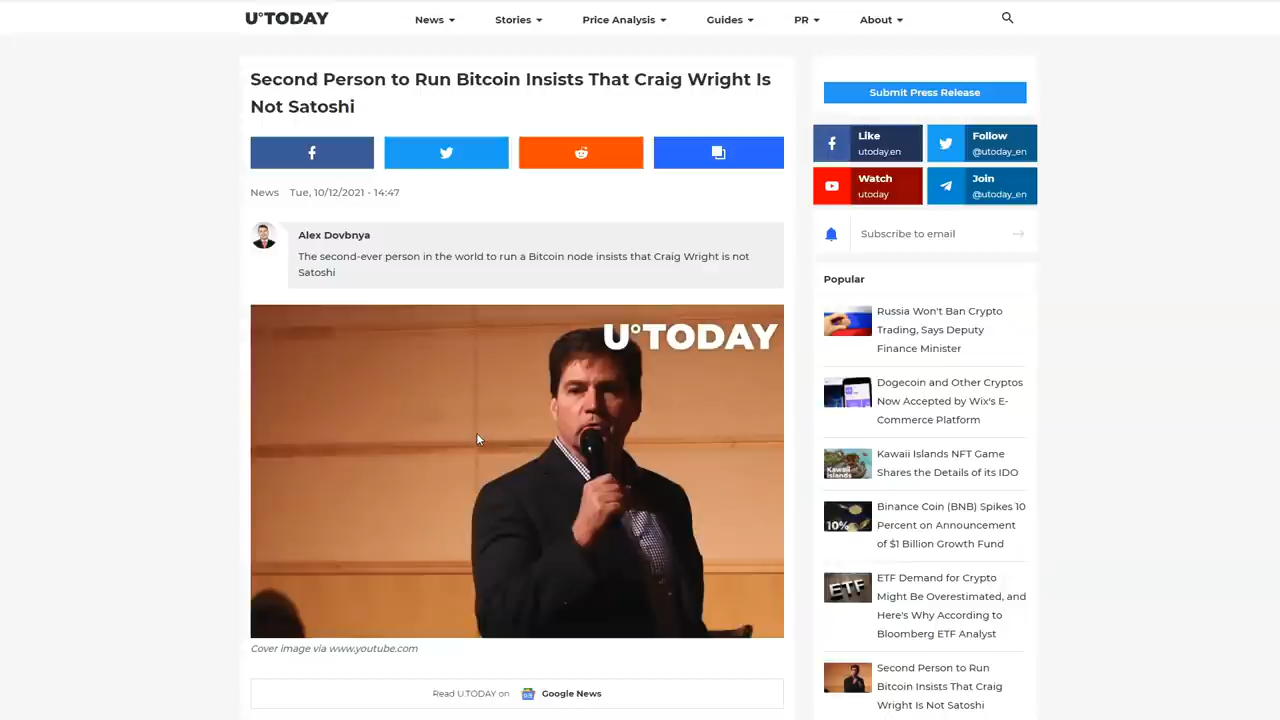 U°TODAY
News
Stories
Price Analysis
Guides
PR
About
Second Person to Run Bitcoin Insists That Craig Wright Is
Not Satoshi
News Tue, 10/12/2021 - 14:47
Alex Dovbnya
The second-ever person in the world to run a Bitcoin node insists that Craig Wright is not
Satoshi
U°TODAY
Cover image via www.youtube.com
Read U.TODAY on Google News
Submit Press Release
Like
utoday.en
Follow
@utoday_en
Watch
utoday
Join
@utoday_en
Subscribe to email
Popular
Russia Won't Ban Crypto
Trading, Says Deputy
Finance Minister
Dogecoin and Other Cryptos
Now Accepted by Wix's E-
Commerce Platform
Kawaii Islands
Kawaii Islands NFT Game
Shares the Details of its IDO
10%
Binance Coin (BNB) Spikes 10
Percent on Announcement
of $1 Billion Growth Fund
ETF
ETF Demand for Crypto
Might Be Overestimated, and
Here's Why According to
Bloomberg ETF Analyst
Second Person to Run
Bitcoin Insists That Craig
Wright Is Not Satoshi